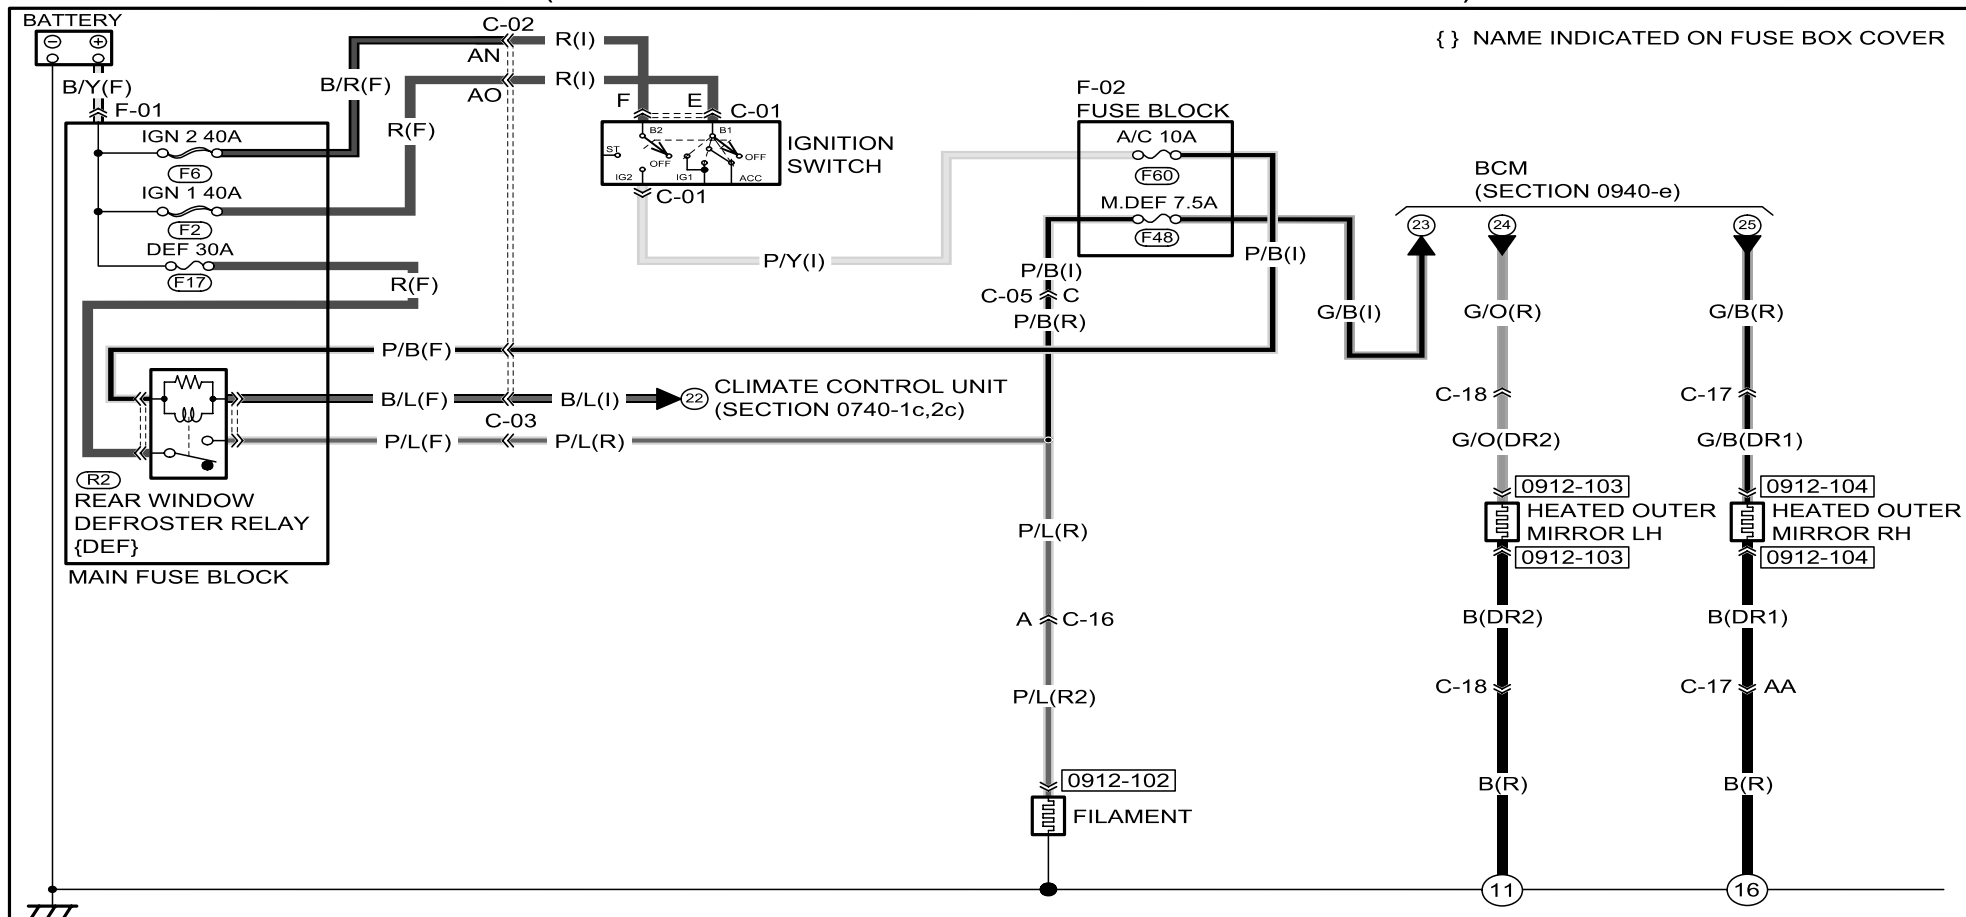 BATTERY
B/Y(F)
F-01
IGN 2 40A
F6
IGN 1 40A
F2
DEF 30A
F17
B/R(F)
R(F)
R(F)
C-02
AN
AO
R(I)
R(I)
F
E
C-01
B2
B1
ST
OFF
OFF
IG2
IG1
ACC
IGNITION
SWITCH
C-01
P/Y(I)
F-02
FUSE BLOCK
A/C 10A
F60
M.DEF 7.5A
F48
{ } NAME INDICATED ON FUSE BOX COVER
BCM
(SECTION 0940-e)
23
24
25
P/B(I)
P/B(I)
C-05
C
P/B(R)
G/B(I)
G/O(R)
G/B(R)
P/B(F)
B/L(F)
B/L(I)
22
CLIMATE CONTROL UNIT
(SECTION 0740-1c,2c)
C-03
P/L(F)
P/L(R)
R2
REAR WINDOW
DEFROSTER RELAY
{DEF}
MAIN FUSE BLOCK
P/L(R)
A
C-16
P/L(R2)
0912-102
FILAMENT
C-18
G/O(DR2)
0912-103
HEATED OUTER
MIRROR LH
0912-103
B(DR2)
C-18
B(R)
11
C-17
G/B(DR1)
0912-104
HEATED OUTER
MIRROR RH
0912-104
B(DR1)
C-17
AA
B(R)
16